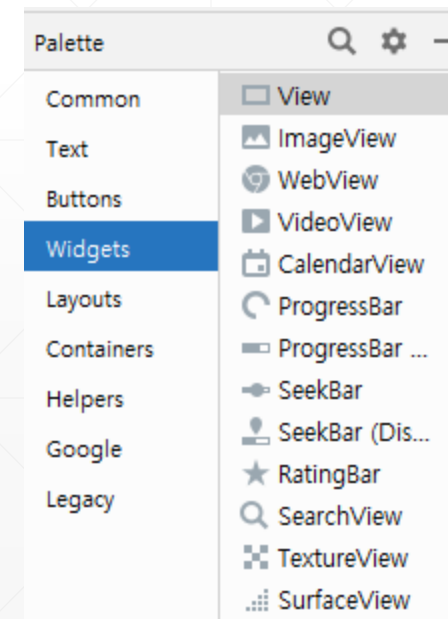 Palette
Common
Text
Buttons
Widgets
Layouts
Containers
Helpers
Google
Legacy
View
ImageView
WebView
VideoView
CalendarView
ProgressBar
ProgressBar ...
SeekBar
SeekBar (Dis...
RatingBar
SearchView
TextureView
SurfaceView